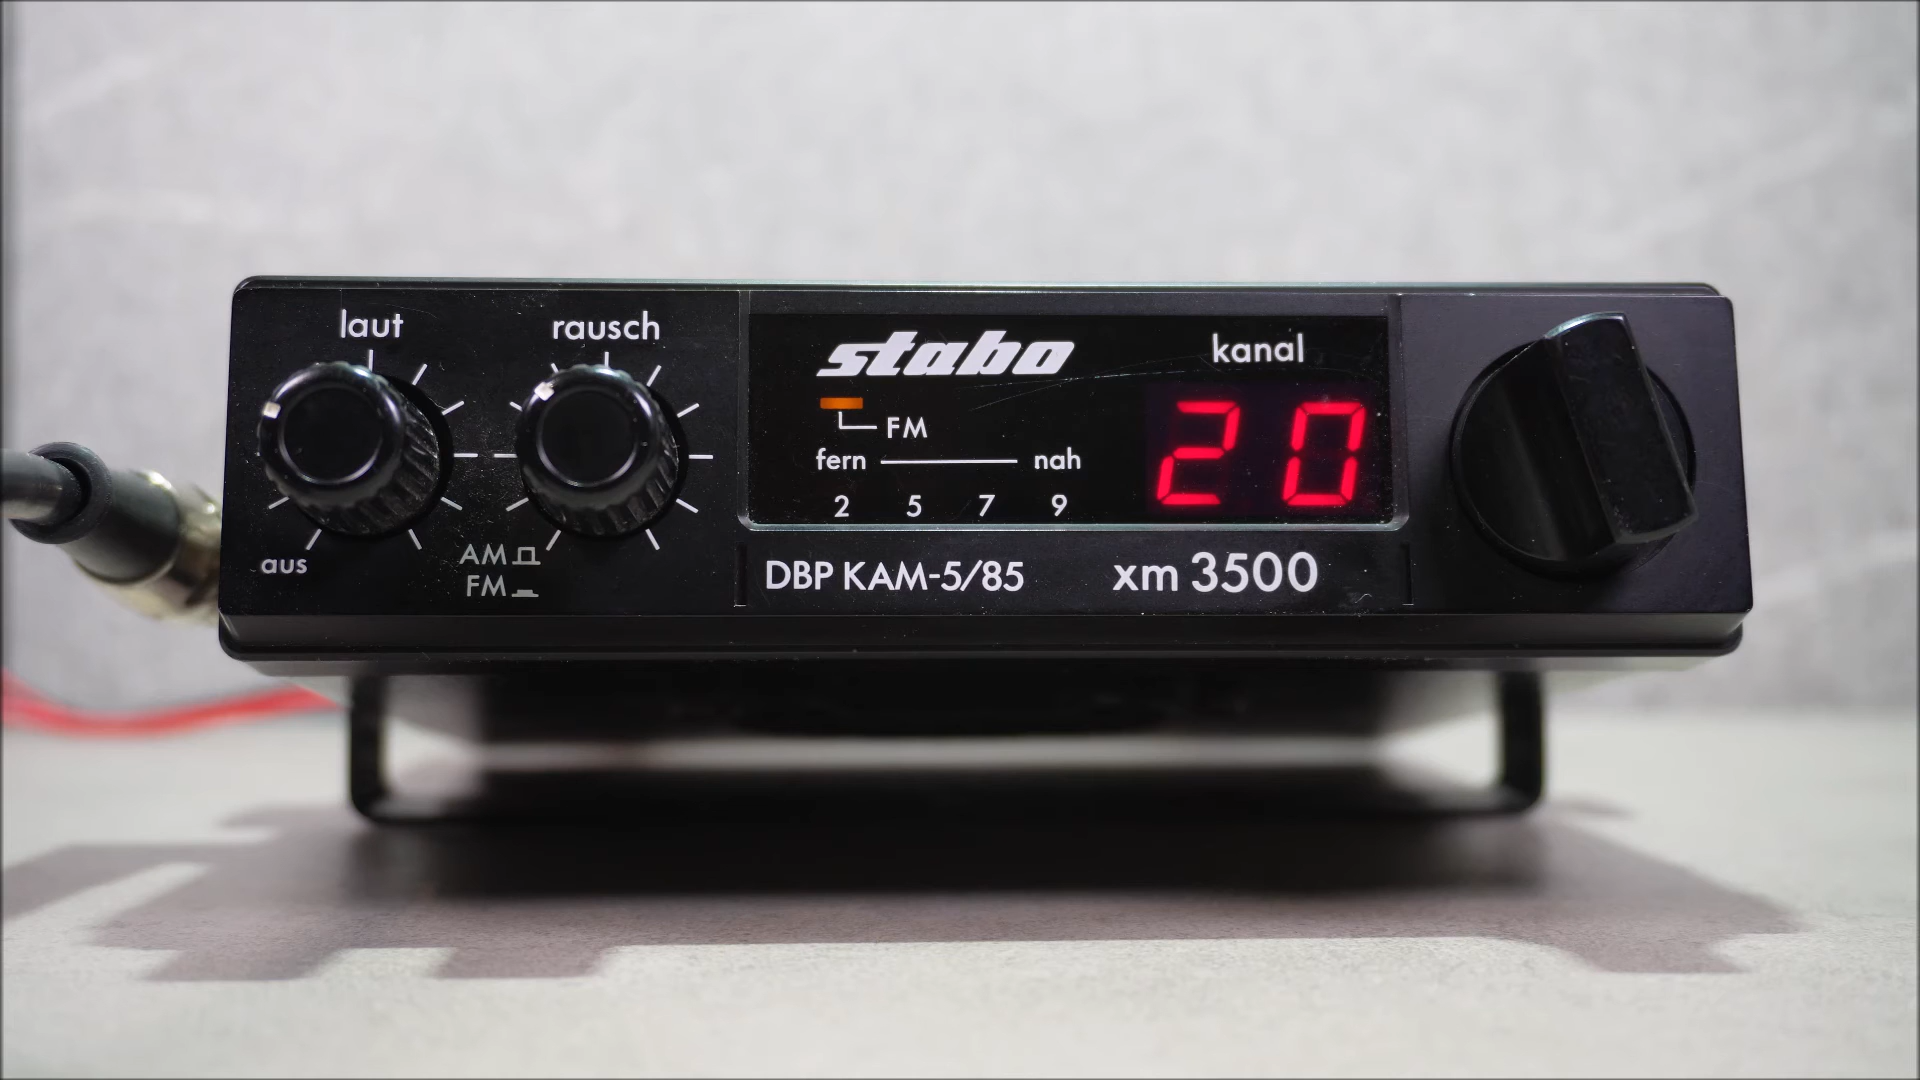 laut
rausch
aus
AM
FM
stabo
FM
fern nah
2 5 7 9
kanal
20
DBP KAM-5/85
xm 3500